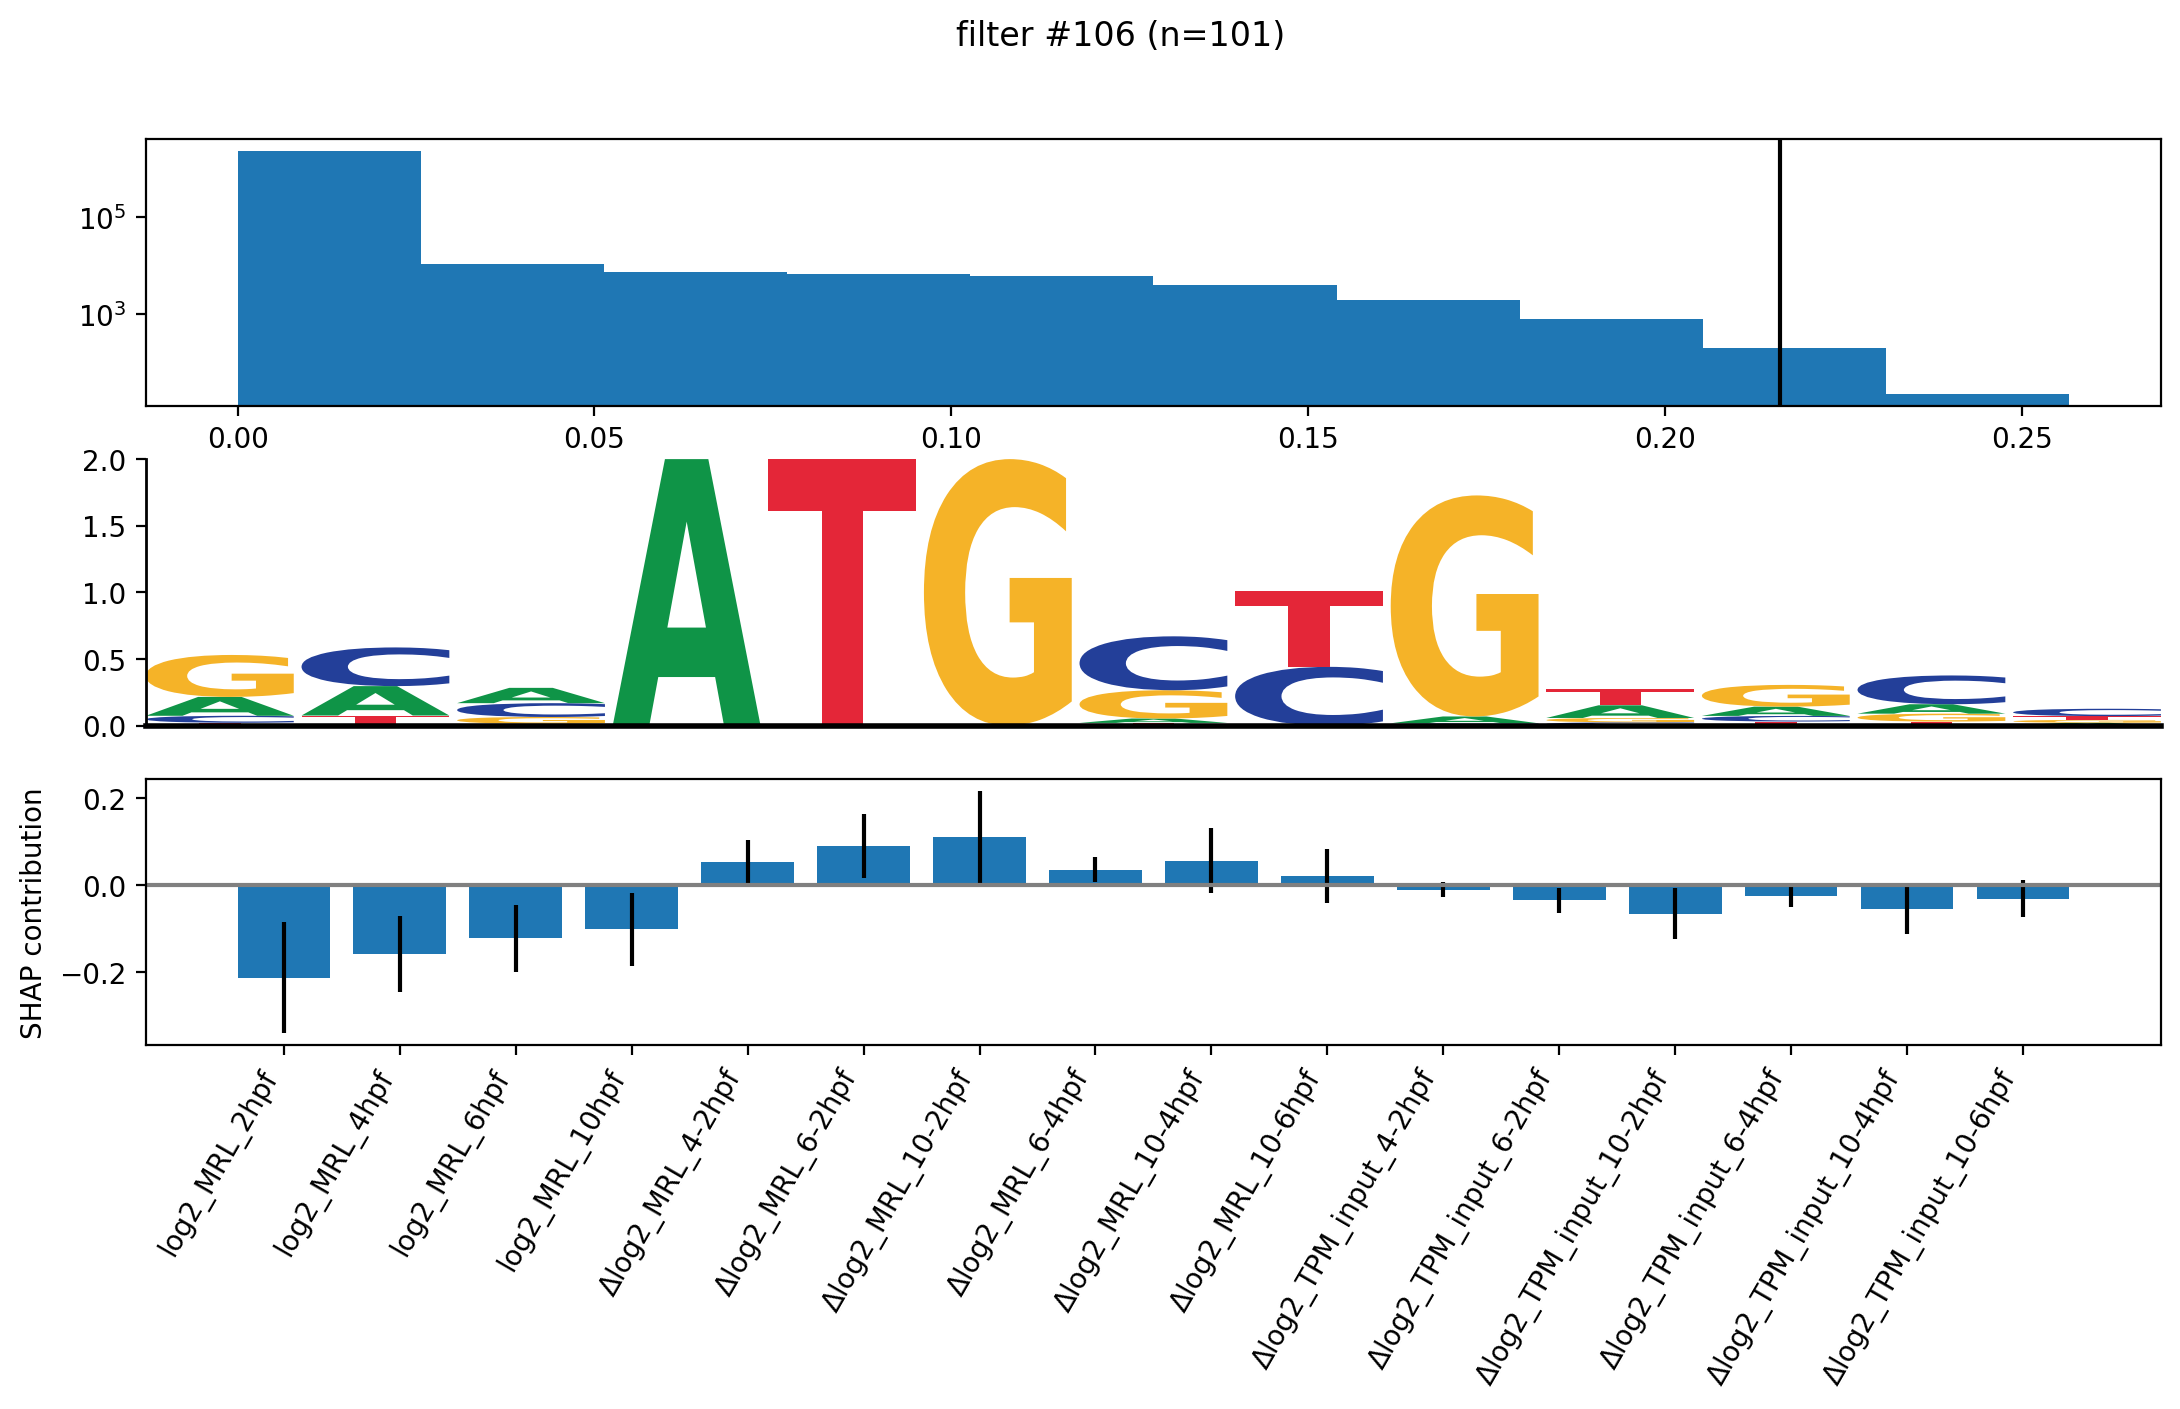 filter #106 (n=101)
10^5
10^3
0.00 0.05 0.10 0.15 0.20 0.25
2.0
1.5
1.0
0.5
0.0
G C A A T G C T G T G C C
A A C G C A A G A T
C T G A G C G G
T T
SHAP contribution
0.2
0.0
−0.2
log2_MRL_2hpf
log2_MRL_4hpf
log2_MRL_6hpf
log2_MRL_10hpf
Δlog2_MRL_4-2hpf
Δlog2_MRL_6-2hpf
Δlog2_MRL_10-2hpf
Δlog2_MRL_6-4hpf
Δlog2_MRL_10-4hpf
Δlog2_MRL_10-6hpf
Δlog2_TPM_input_4-2hpf
Δlog2_TPM_input_6-2hpf
Δlog2_TPM_input_10-2hpf
Δlog2_TPM_input_6-4hpf
Δlog2_TPM_input_10-4hpf
Δlog2_TPM_input_10-6hpf